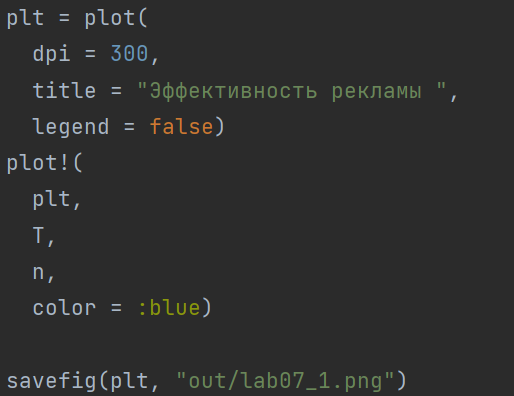 plt = plot(
  dpi = 300,
  title = "Эффективность рекламы ",
  legend = false)
plot!(
  plt,
  T,
  n,
  color = :blue)

savefig(plt, "out/lab07_1.png")